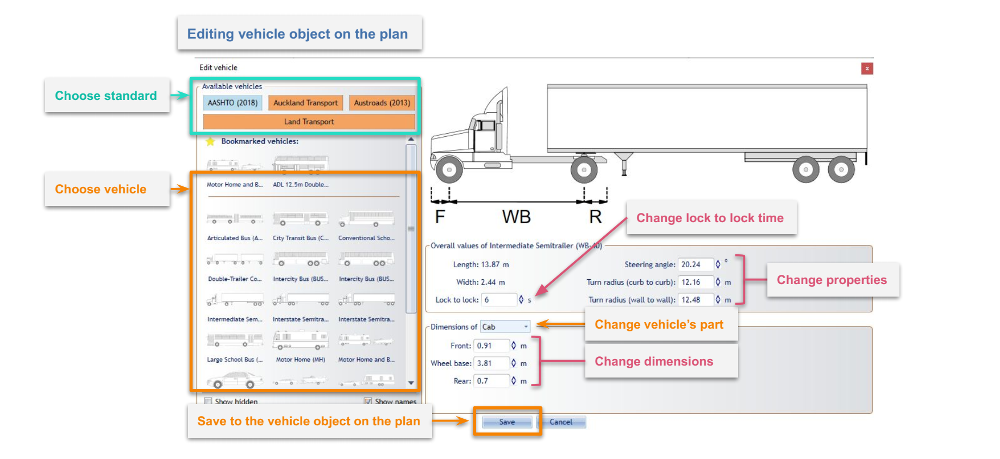 Editing vehicle object on the plan
Edit vehicle
x
Choose standard
Available vehicles
AASHTO (2018)
Auckland Transport
Austroads (2013)
Land Transport
Bookmarked vehicles:
Choose vehicle
Motor Home and B...
ADL 12.5m Double...
Articulated Bus (A...
City Transit Bus (C...
Conventional Scho...
Double-Trailer Co...
Intercity Bus (BUS...
Intercity Bus (BUS...
Intermediate Sem...
Interstate Semitra...
Interstate Semitra...
Large School Bus (...
Motor Home (MH)
Motor Home and B...
Show hidden
Show names
F
WB
R
Change lock to lock time
Overall values of Intermediate Semitrailer (WB-40)
Length: 13.87 m
Width: 2.44 m
Lock to lock: 6 s
Steering angle: 20.24 °
Turn radius (curb to curb): 12.16 m
Turn radius (wall to wall): 12.48 m
Change properties
Dimensions of Cab
Change vehicle’s part
Front: 0.91 m
Wheel base: 3.81 m
Rear: 0.7 m
Change dimensions
Save to the vehicle object on the plan
Save
Cancel